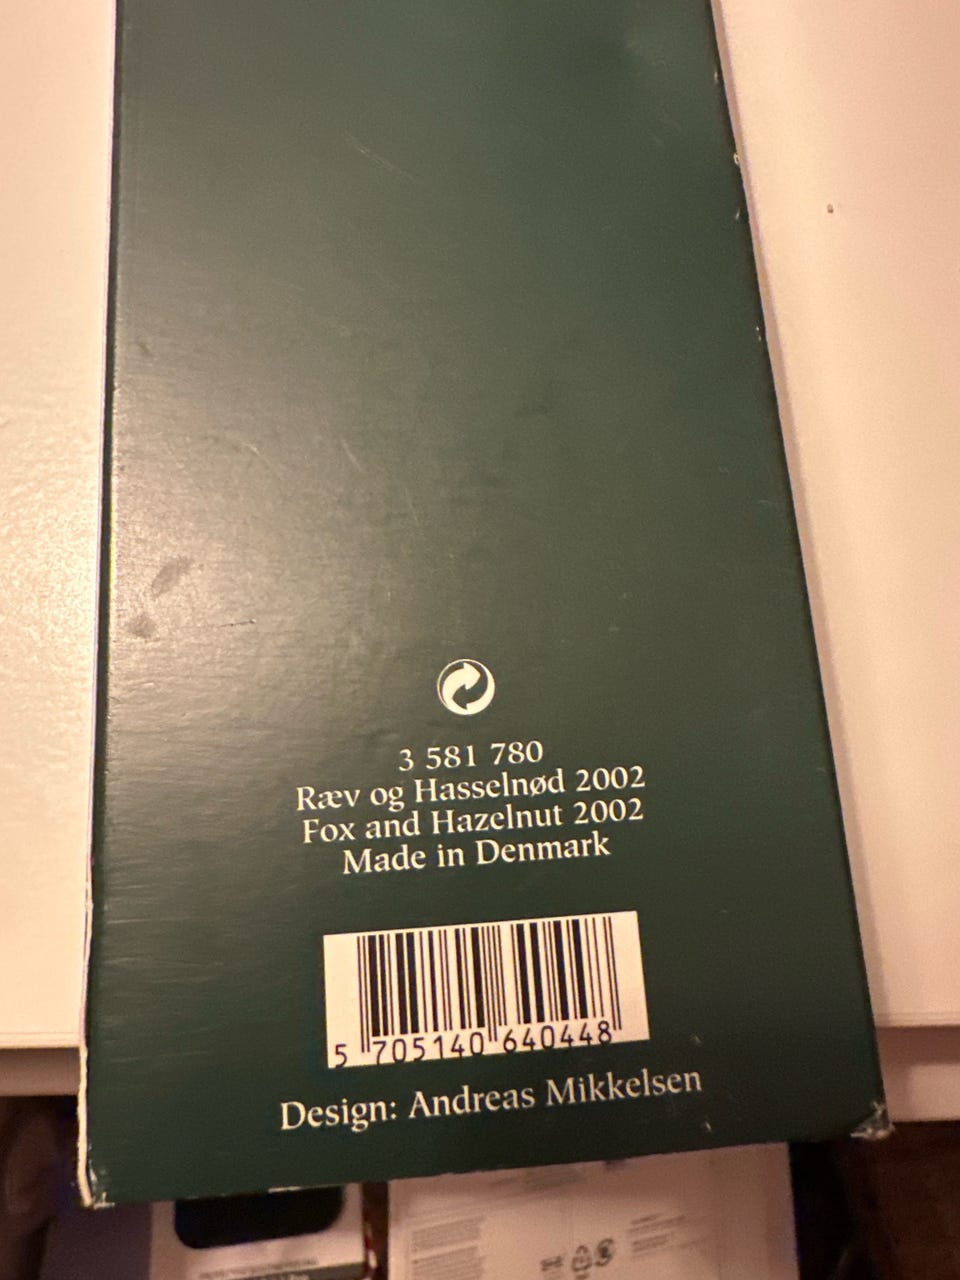 3 581 780
Ræv og Hasselnød 2002
Fox and Hazelnut 2002
Made in Denmark
5 705140 640448
Design: Andreas Mikkelsen